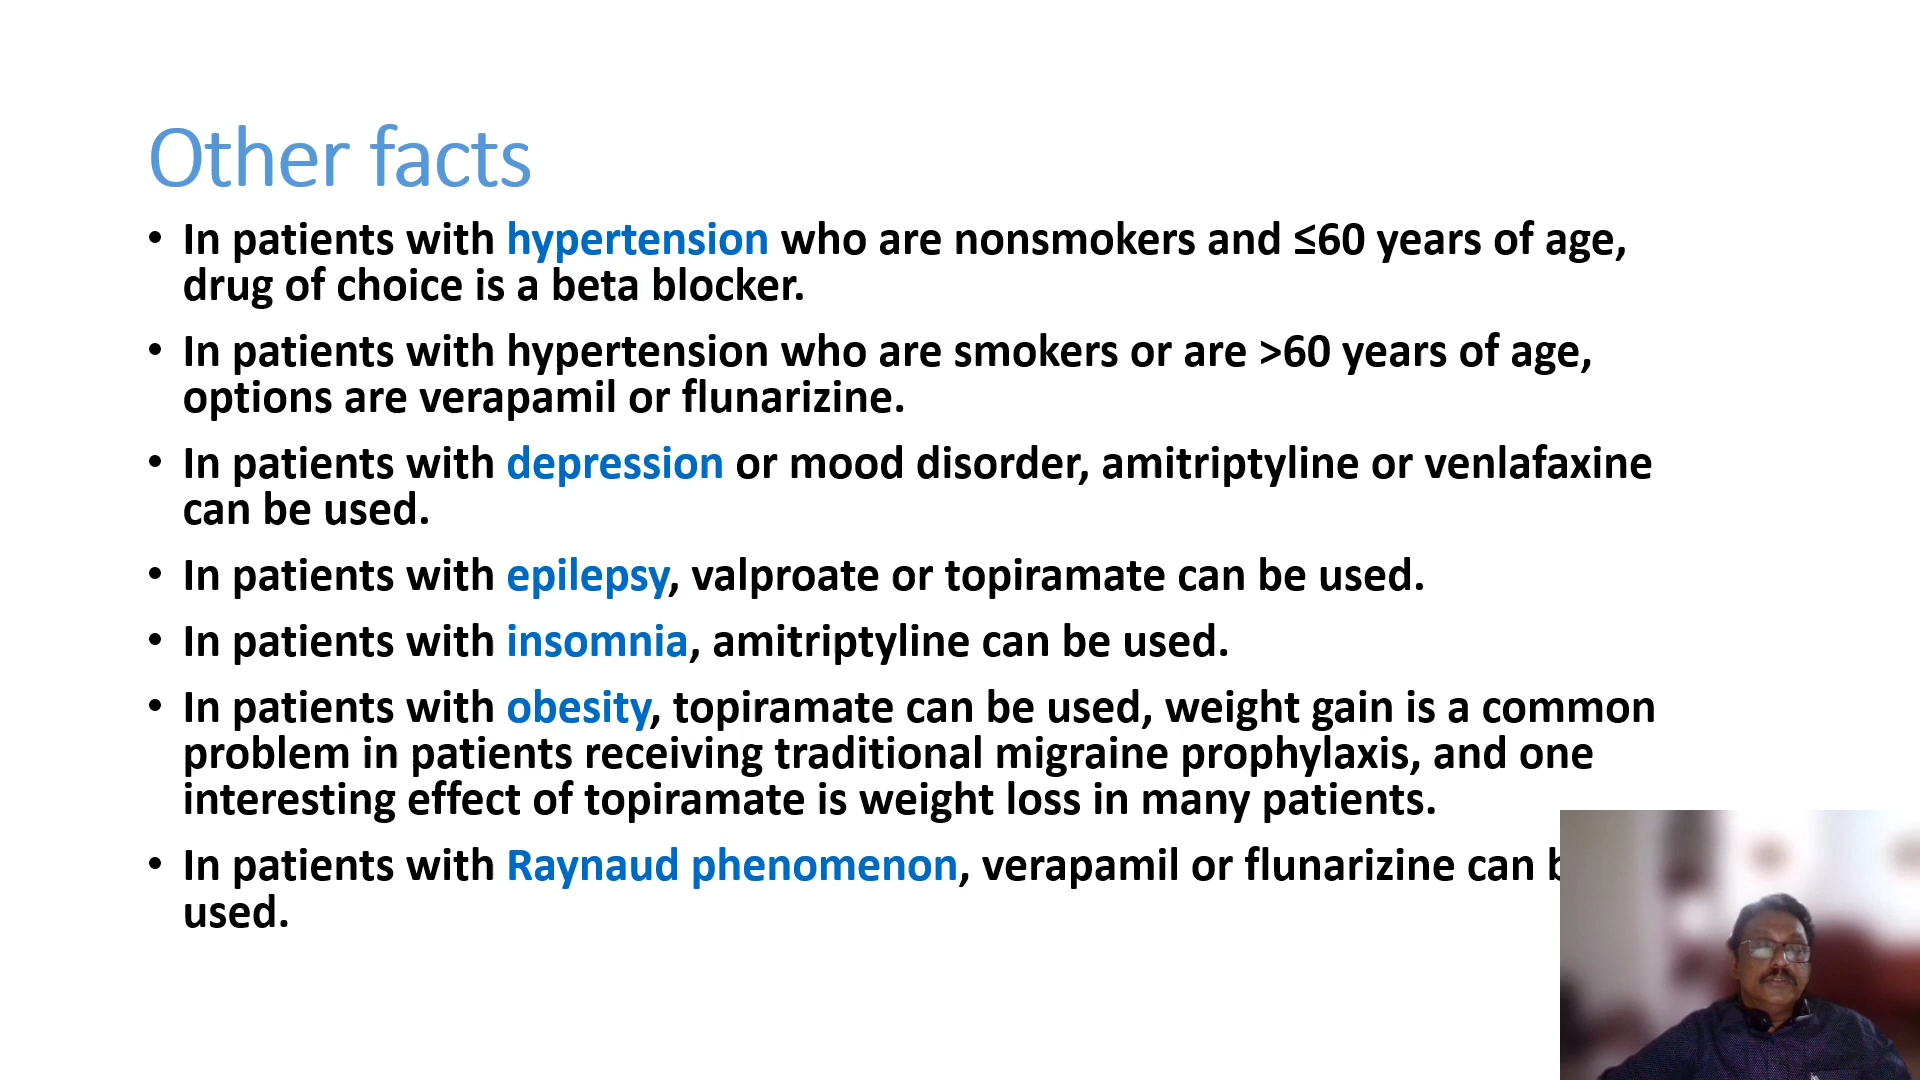 Other facts
• In patients with hypertension who are nonsmokers and ≤60 years of age,
drug of choice is a beta blocker.
• In patients with hypertension who are smokers or are >60 years of age,
options are verapamil or flunarizine.
• In patients with depression or mood disorder, amitriptyline or venlafaxine
can be used.
• In patients with epilepsy, valproate or topiramate can be used.
• In patients with insomnia, amitriptyline can be used.
• In patients with obesity, topiramate can be used, weight gain is a common
problem in patients receiving traditional migraine prophylaxis, and one
interesting effect of topiramate is weight loss in many patients.
• In patients with Raynaud phenomenon, verapamil or flunarizine can
used.